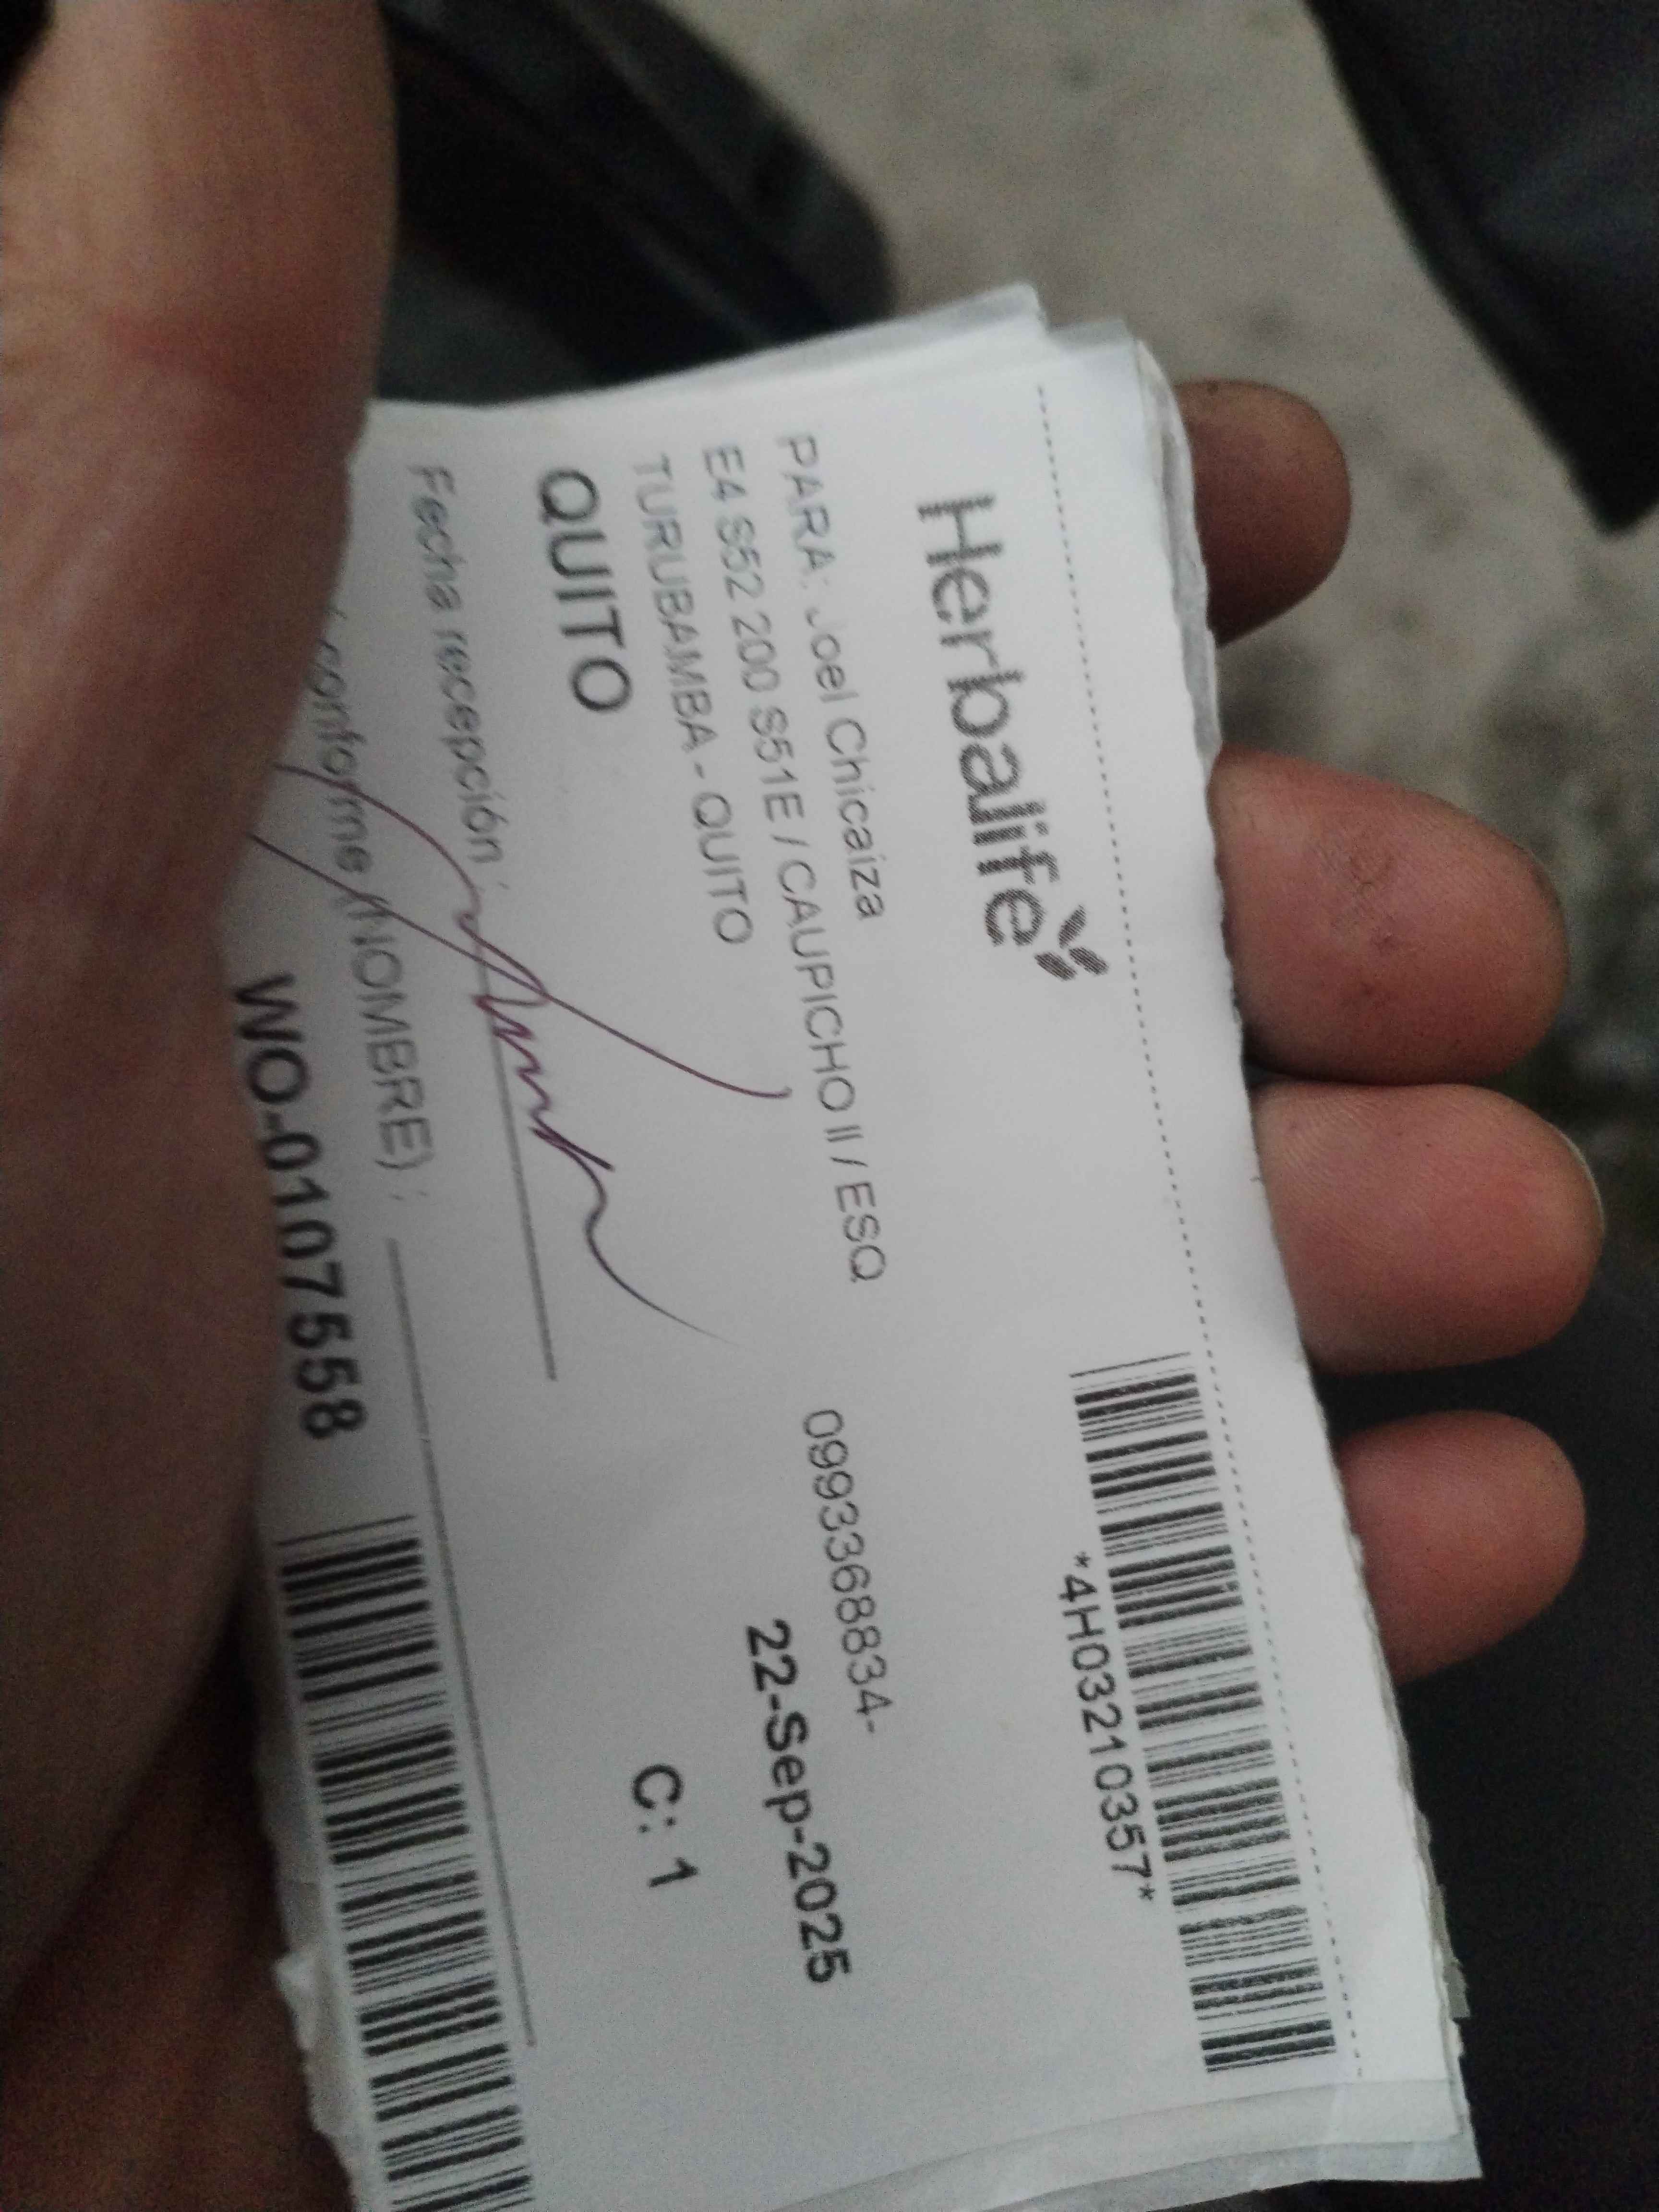 Herbalife
*4H03210357*
PARA: Joel Chicaiza
E4 S52 200 S51E / CAUPICHO II / ESQ
0993368834-
TURUBAMBA - QUITO
22-Sep-2025
QUITO
C: 1
Fecha recepción :
conforme (NOMBRE) :
WO-0107558